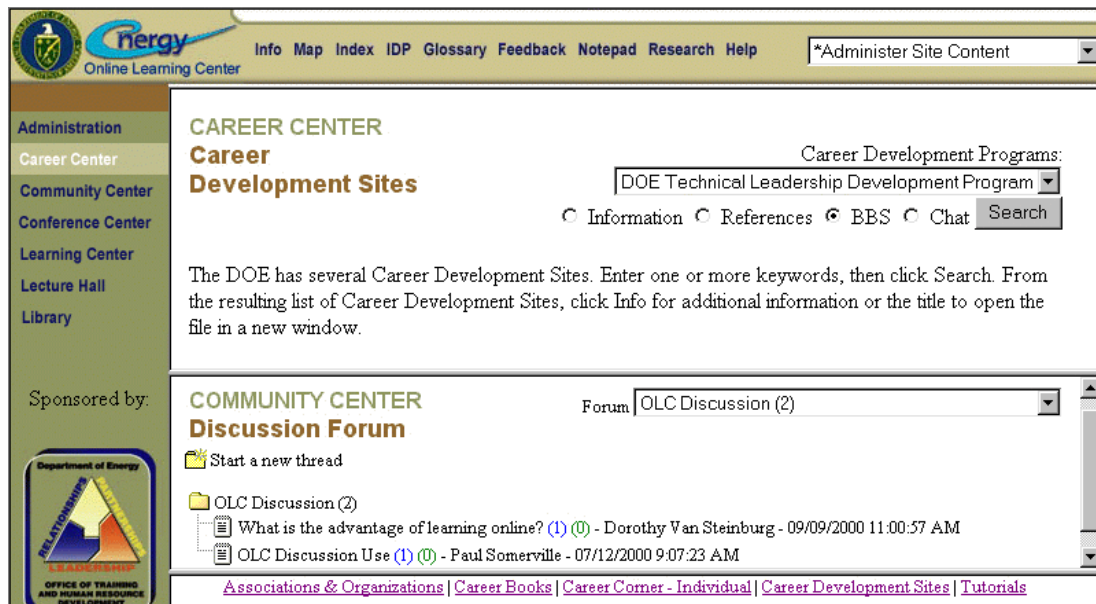 Energy
Online Learning Center
Info Map Index IDP Glossary Feedback Notepad Research Help
*Administer Site Content
Administration
Career Center
Community Center
Conference Center
Learning Center
Lecture Hall
Library
Sponsored by:
Department of Energy
RELATIONSHIPS
PARTNERSHIPS
LEADERSHIP
OFFICE OF TRAINING
AND HUMAN RESOURCE
DEVELOPMENT
CAREER CENTER
Career
Development Sites
Career Development Programs:
DOE Technical Leadership Development Program
Information References BBS Chat Search
The DOE has several Career Development Sites. Enter one or more keywords, then click Search. From
the resulting list of Career Development Sites, click Info for additional information or the title to open the
file in a new window.
COMMUNITY CENTER
Discussion Forum
Forum OLC Discussion (2)
Start a new thread
OLC Discussion (2)
What is the advantage of learning online? (1) (0) - Dorothy Van Steinburg - 09/09/2000 11:00:57 AM
OLC Discussion Use (1) (0) - Paul Somerville - 07/12/2000 9:07:23 AM
Associations & Organizations | Career Books | Career Corner - Individual | Career Development Sites | Tutorials